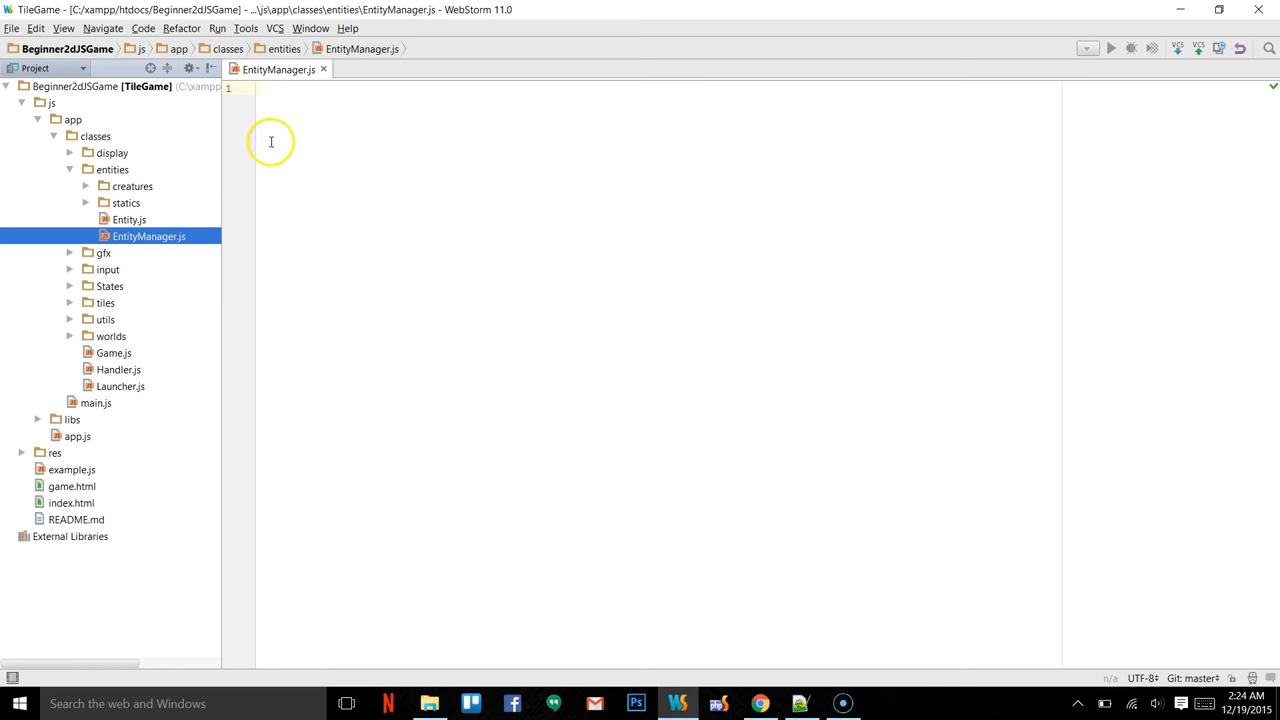 TileGame - [C:/xampp/htdocs/Beginner2dJSGame] - ...\js\app\classes\entities\EntityManager.js - WebStorm 11.0
File Edit View Navigate Code Refactor Run Tools VCS Window Help
Beginner2dJSGame js app classes entities EntityManager.js
VCS VCS
Project EntityManager.js
1
Beginner2dJSGame [TileGame] (C:\xampp
js
app
classes
display
entities
creatures
statics
Entity.js
EntityManager.js
gfx
input
States
tiles
utils
worlds
Game.js
Handler.js
Launcher.js
main.js
libs
app.js
res
example.js
game.html
index.html
README.md
External Libraries
n/a UTF-8 Git: master
Search the web and Windows
2:24 AM
12/19/2015